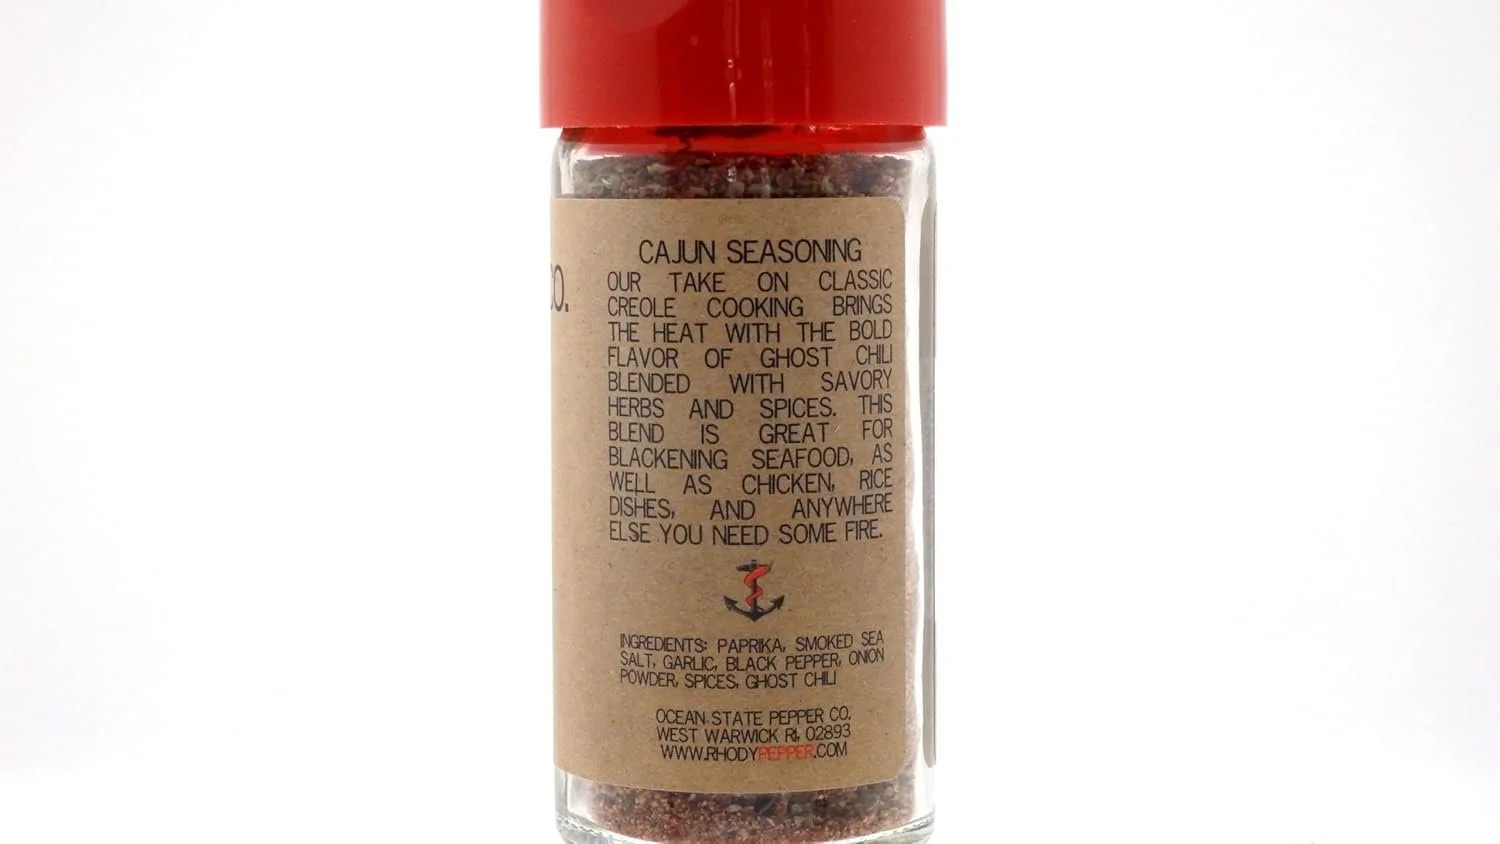 CAJUN SEASONING
OUR TAKE ON CLASSIC
CREOLE COOKING BRINGS
THE HEAT WITH THE BOLD
FLAVOR OF GHOST CHILI
BLENDED WITH SAVORY
HERBS AND SPICES. THIS
BLEND IS GREAT FOR
BLACKENING SEAFOOD, AS
WELL AS CHICKEN, RICE
DISHES, AND ANYWHERE
ELSE YOU NEED SOME FIRE.
CO.
INGREDIENTS: PAPRIKA, SMOKED SEA
SALT, GARLIC, BLACK PEPPER, ONION
POWDER, SPICES, GHOST CHILI
OCEAN STATE PEPPER CO.
WEST WARWICK RI, 02893
WWW.RHODYPEPPER.COM